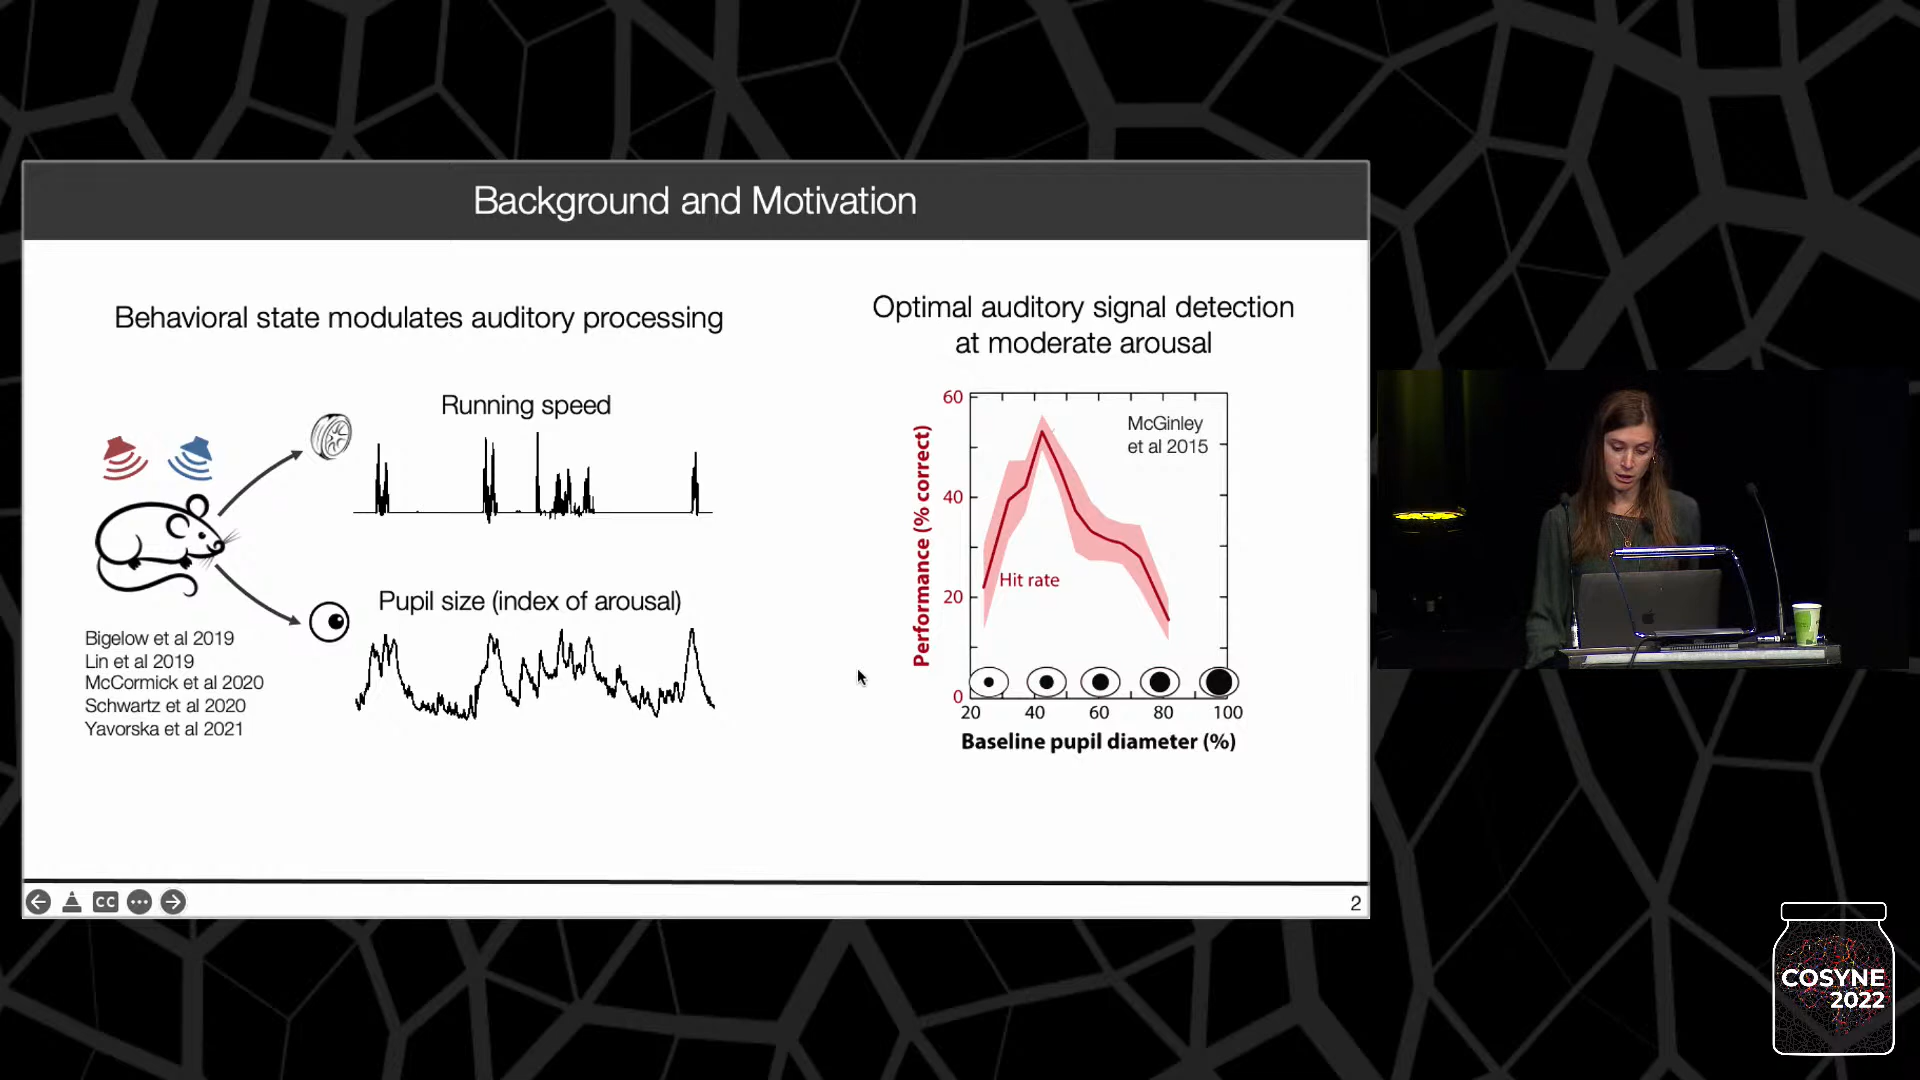 Background and Motivation
Behavioral state modulates auditory processing
Running speed
Pupil size (index of arousal)
Bigelow et al 2019
Lin et al 2019
McCormick et al 2020
Schwartz et al 2020
Yavorska et al 2021
Optimal auditory signal detection
at moderate arousal
McGinley
et al 2015
Performance (% correct)
60
40
20
0
Hit rate
20 40 60 80 100
Baseline pupil diameter (%)
CC
2
COSYNE
2022